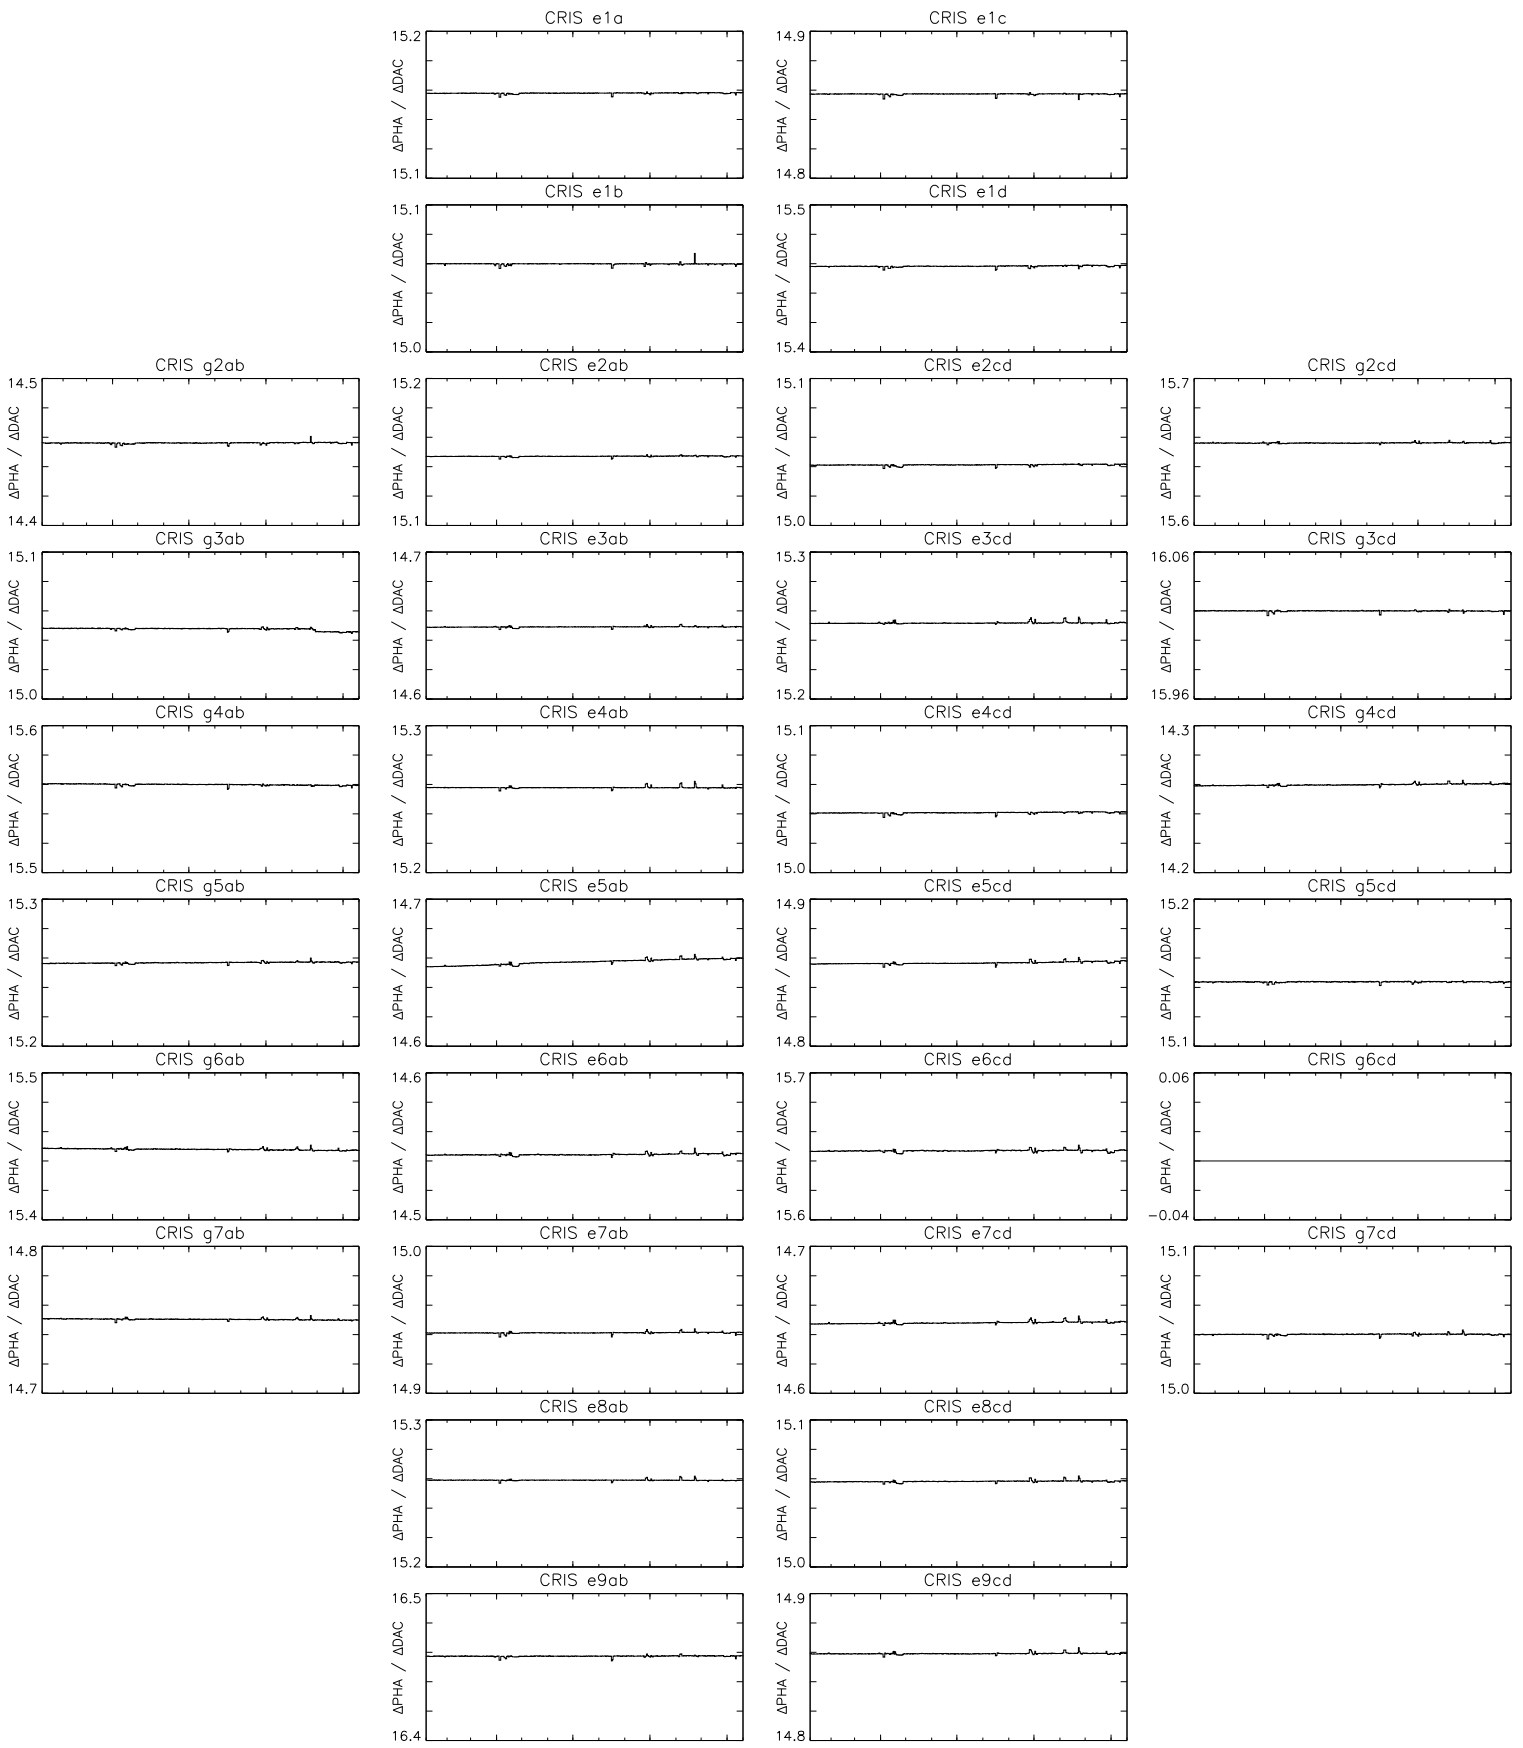 CRIS e1a
15.2
ΔPHA / ΔDAC
15.1
CRIS e1c
14.9
ΔPHA / ΔDAC
14.8
CRIS e1b
15.1
ΔPHA / ΔDAC
15.0
CRIS e1d
15.5
ΔPHA / ΔDAC
15.4
CRIS g2ab
14.5
ΔPHA / ΔDAC
14.4
CRIS e2ab
15.2
ΔPHA / ΔDAC
15.1
CRIS e2cd
15.1
ΔPHA / ΔDAC
15.0
CRIS g2cd
15.7
ΔPHA / ΔDAC
15.6
CRIS g3ab
15.1
ΔPHA / ΔDAC
15.0
CRIS e3ab
14.7
ΔPHA / ΔDAC
14.6
CRIS e3cd
15.3
ΔPHA / ΔDAC
15.2
CRIS g3cd
16.06
ΔPHA / ΔDAC
15.96
CRIS g4ab
15.6
ΔPHA / ΔDAC
15.5
CRIS e4ab
15.3
ΔPHA / ΔDAC
15.2
CRIS e4cd
15.1
ΔPHA / ΔDAC
15.0
CRIS g4cd
14.3
ΔPHA / ΔDAC
14.2
CRIS g5ab
15.3
ΔPHA / ΔDAC
15.2
CRIS e5ab
14.7
ΔPHA / ΔDAC
14.6
CRIS e5cd
14.9
ΔPHA / ΔDAC
14.8
CRIS g5cd
15.2
ΔPHA / ΔDAC
15.1
CRIS g6ab
15.5
ΔPHA / ΔDAC
15.4
CRIS e6ab
14.6
ΔPHA / ΔDAC
14.5
CRIS e6cd
15.7
ΔPHA / ΔDAC
15.6
CRIS g6cd
0.06
ΔPHA / ΔDAC
−0.04
CRIS g7ab
14.8
ΔPHA / ΔDAC
14.7
CRIS e7ab
15.0
ΔPHA / ΔDAC
14.9
CRIS e7cd
14.7
ΔPHA / ΔDAC
14.6
CRIS g7cd
15.1
ΔPHA / ΔDAC
15.0
CRIS e8ab
15.3
ΔPHA / ΔDAC
15.2
CRIS e8cd
15.1
ΔPHA / ΔDAC
15.0
CRIS e9ab
16.5
ΔPHA / ΔDAC
16.4
CRIS e9cd
14.9
ΔPHA / ΔDAC
14.8